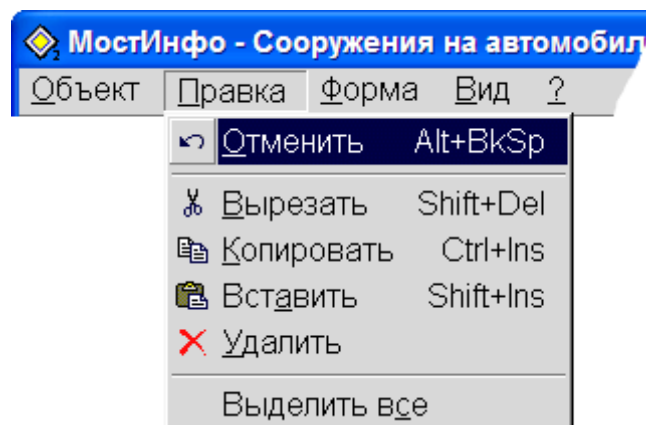 МостИнфо - Сооружения на автомобил
Объект Правка Форма Вид ?
Отменить Alt+BkSp
Вырезать Shift+Del
Копировать Ctrl+Ins
Вставить Shift+Ins
Удалить
Выделить все